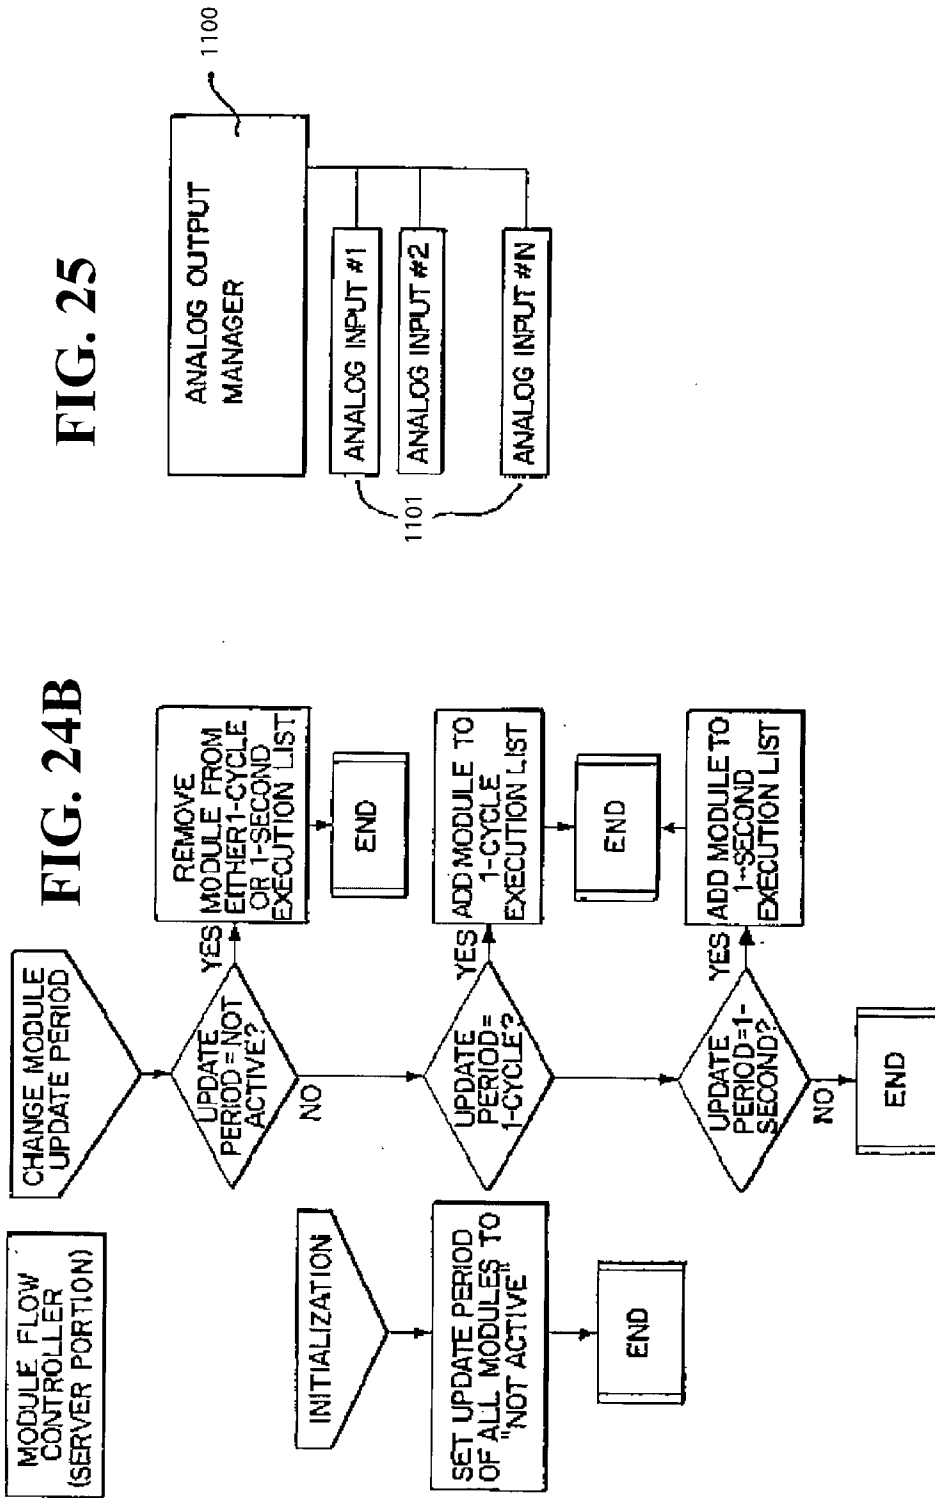 FIG. 24B
MODULE FLOW
CONTROLLER
(SERVER PORTION)
INITIALIZATION
SET UPDATE PERIOD
OF ALL MODULES TO
"NOT ACTIVE"
END
CHANGE MODULE
UPDATE PERIOD
UPDATE
PERIOD=NOT
ACTIVE?
YES
NO
REMOVE
MODULE FROM
EITHER1-CYCLE
OR 1-SECOND
EXECUTION LIST
END
UPDATE
PERIOD=
1-CYCLE?
YES
ADD MODULE TO
1-CYCLE
EXECUTION LIST
END
UPDATE
PERIOD=1-
SECOND?
YES
NO
ADD MODULE TO
1-SECOND
EXECUTION LIST
END
FIG. 25
ANALOG OUTPUT
MANAGER
1100
ANALOG INPUT #1
ANALOG INPUT #2
ANALOG INPUT #N
1101